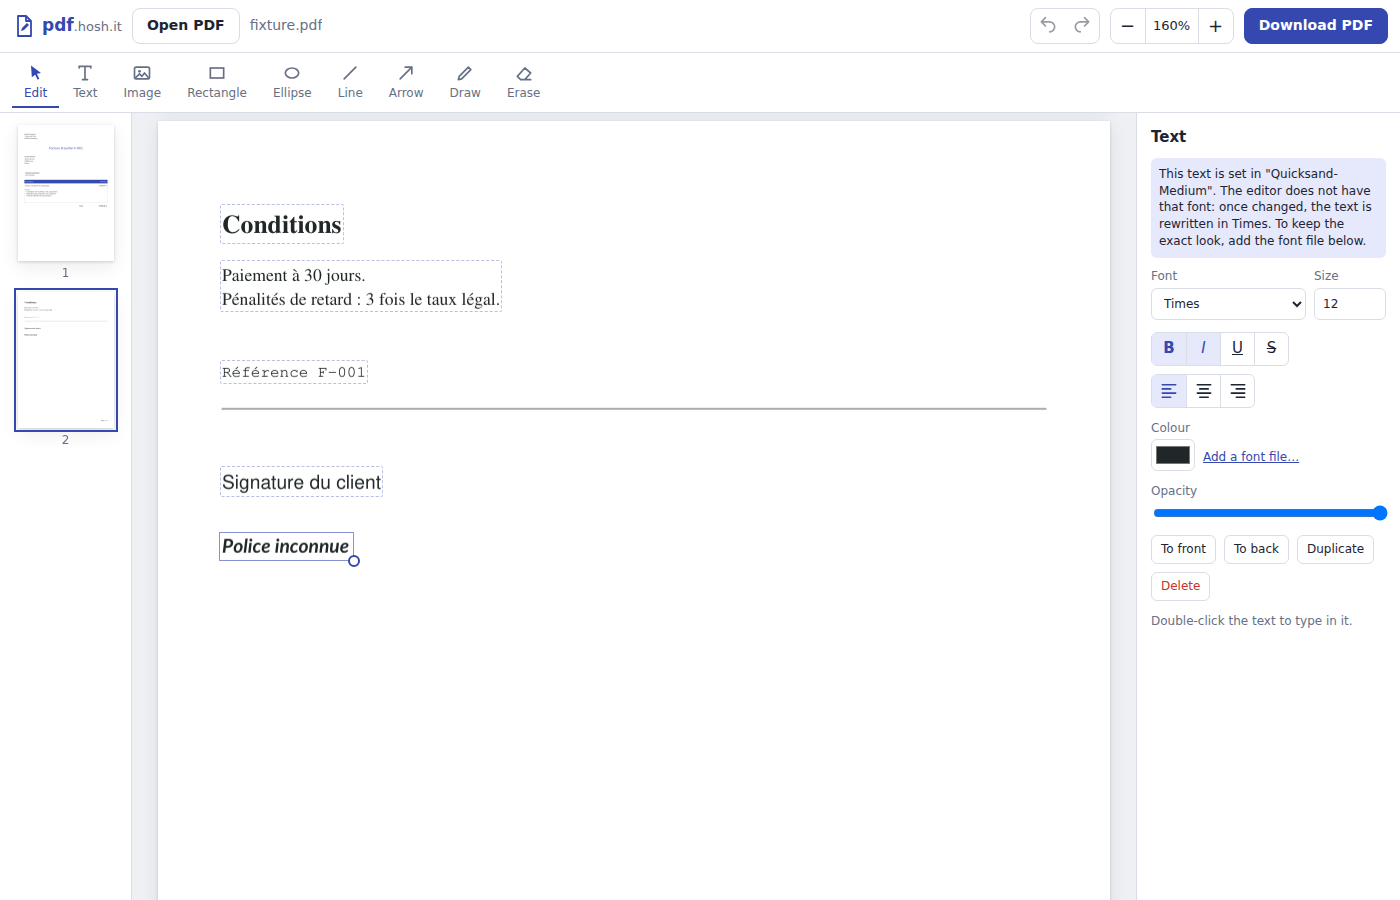 pdf.hosh.it
Open PDF
fixture.pdf
160%
Download PDF
Edit
Text
Image
Rectangle
Ellipse
Line
Arrow
Draw
Erase
1
2
Conditions
Paiement à 30 jours.
Pénalités de retard : 3 fois le taux légal.
Référence F-001
Signature du client
Police inconnue
Text
This text is set in "Quicksand-
Medium". The editor does not have
that font: once changed, the text is
rewritten in Times. To keep the
exact look, add the font file below.
Font
Size
Times
12
B
I
U
S
Colour
Add a font file...
Opacity
To front
To back
Duplicate
Delete
Double-click the text to type in it.